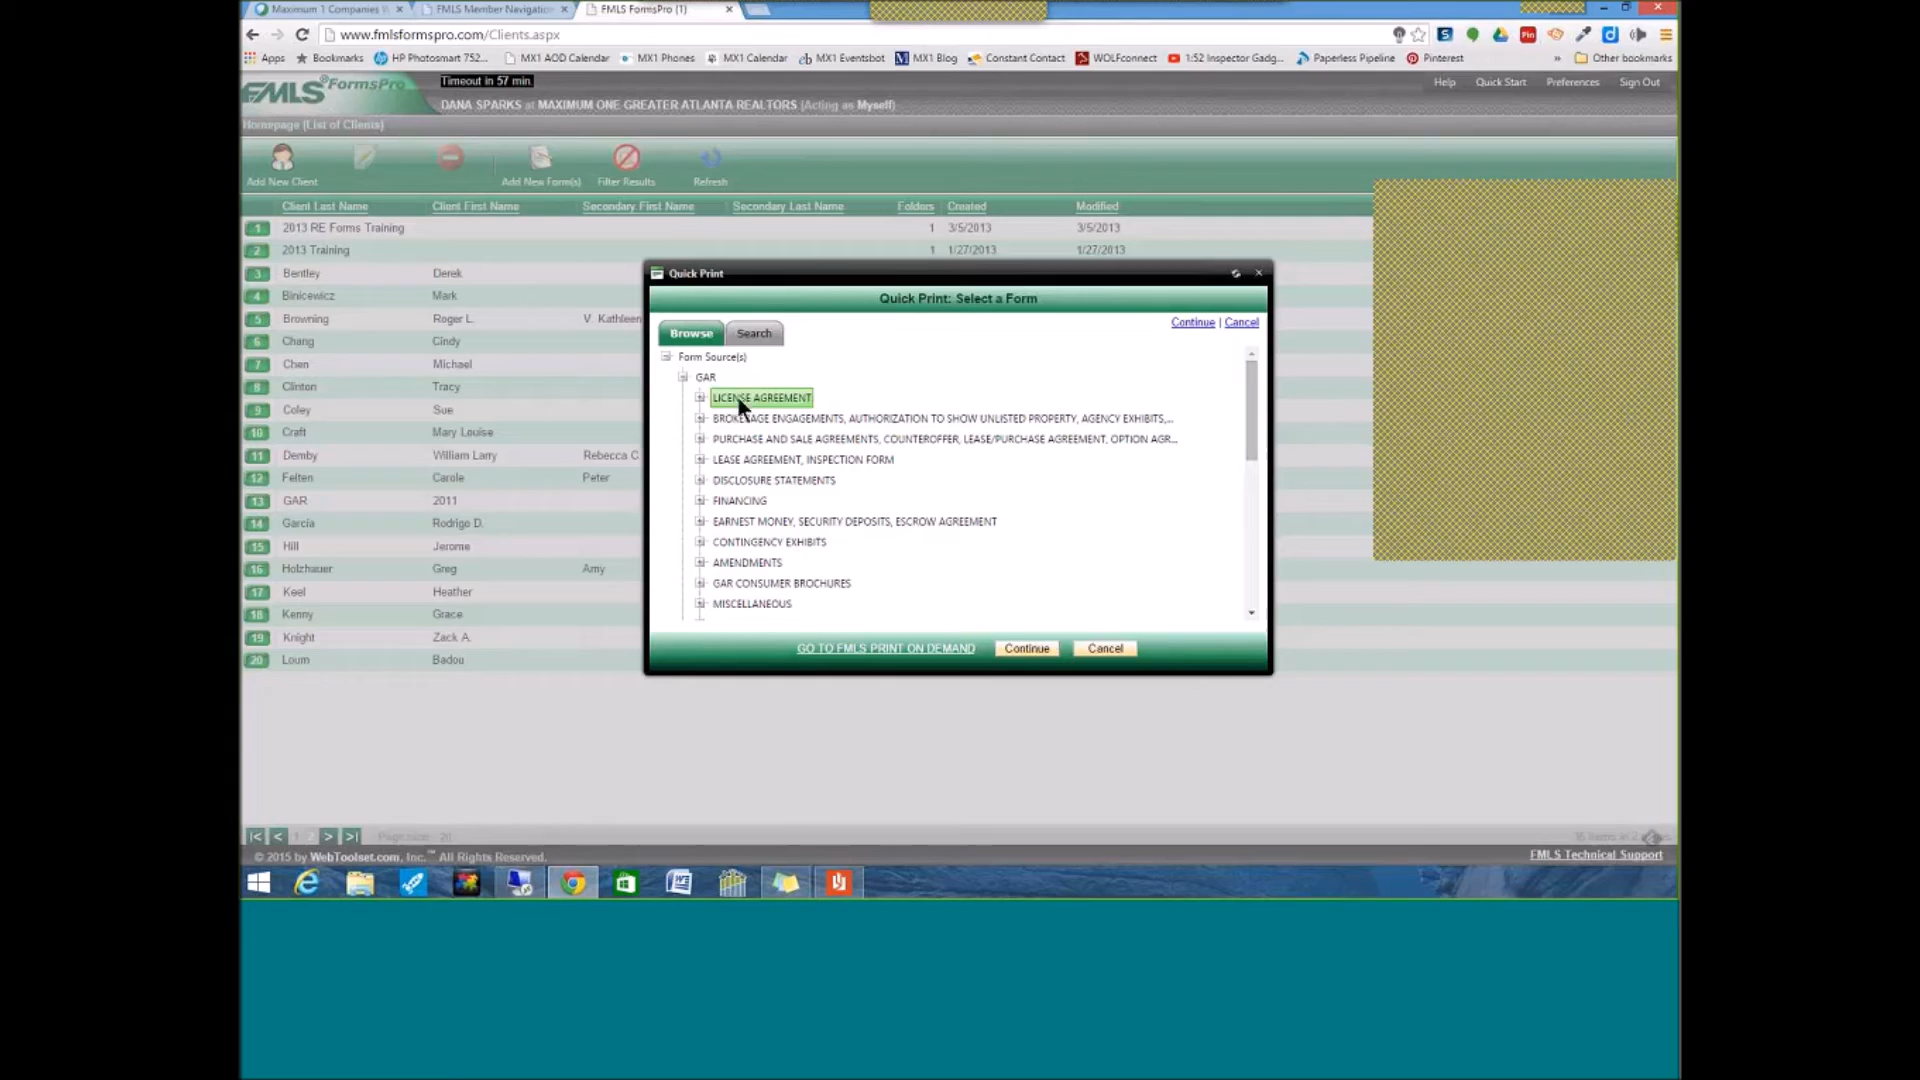 Maximum 1 Companies
FMLS Member Navigation
FMLS FormsPro (1)
www.fmlsformspro.com/Clients.aspx
Apps
Bookmarks
HP Photosmart 752...
MX1 AOD Calendar
MX1 Phones
MX1 Calendar
MX1 Eventsbot
MX1 Blog
Constant Contact
WOLFconnect
1:52 Inspector Gadg...
Paperless Pipeline
Pinterest
»
Other bookmarks
FMLS FormsPro
Timeout in 57 min.
Help Quick Start Preferences Sign Out
DANA SPARKS at MAXIMUM ONE GREATER ATLANTA REALTORS (Acting as Myself)
Homepage (List of Clients)
Add New Client
Add New Form(s)
Filter Results
Refresh
Client Last Name Client First Name Secondary First Name Secondary Last Name Folders Created Modified
1 2013 RE Forms Training 1 3/5/2013 3/5/2013
2 2013 Training 1 1/27/2013 1/27/2013
3 Bentley Derek
4 Binicewicz Mark
5 Browning Roger L. V. Kathleen
6 Chang Cindy
7 Chen Michael
8 Clinton Tracy
9 Coley Sue
10 Craft Mary Louise
11 Demby William Larry Rebecca C
12 Felten Carole Peter
13 GAR 2011
14 Garcia Rodrigo D.
15 Hill Jerome
16 Holzhauer Greg Amy
17 Keel Heather
18 Kenny Grace
19 Knight Zack A.
20 Loum Badou
Quick Print
Quick Print: Select a Form
Browse
Search
Continue | Cancel
Form Source(s)
GAR
LICENSE AGREEMENT
BROKERAGE ENGAGEMENTS, AUTHORIZATION TO SHOW UNLISTED PROPERTY, AGENCY EXHIBITS,...
PURCHASE AND SALE AGREEMENTS, COUNTEROFFER, LEASE/PURCHASE AGREEMENT, OPTION AGR...
LEASE AGREEMENT, INSPECTION FORM
DISCLOSURE STATEMENTS
FINANCING
EARNEST MONEY, SECURITY DEPOSITS, ESCROW AGREEMENT
CONTINGENCY EXHIBITS
AMENDMENTS
GAR CONSUMER BROCHURES
MISCELLANEOUS
GO TO FMLS PRINT ON DEMAND
Continue
Cancel
1 2
Page size: 20
© 2015 by WebToolset.com, Inc.™ All Rights Reserved.
FMLS Technical Support